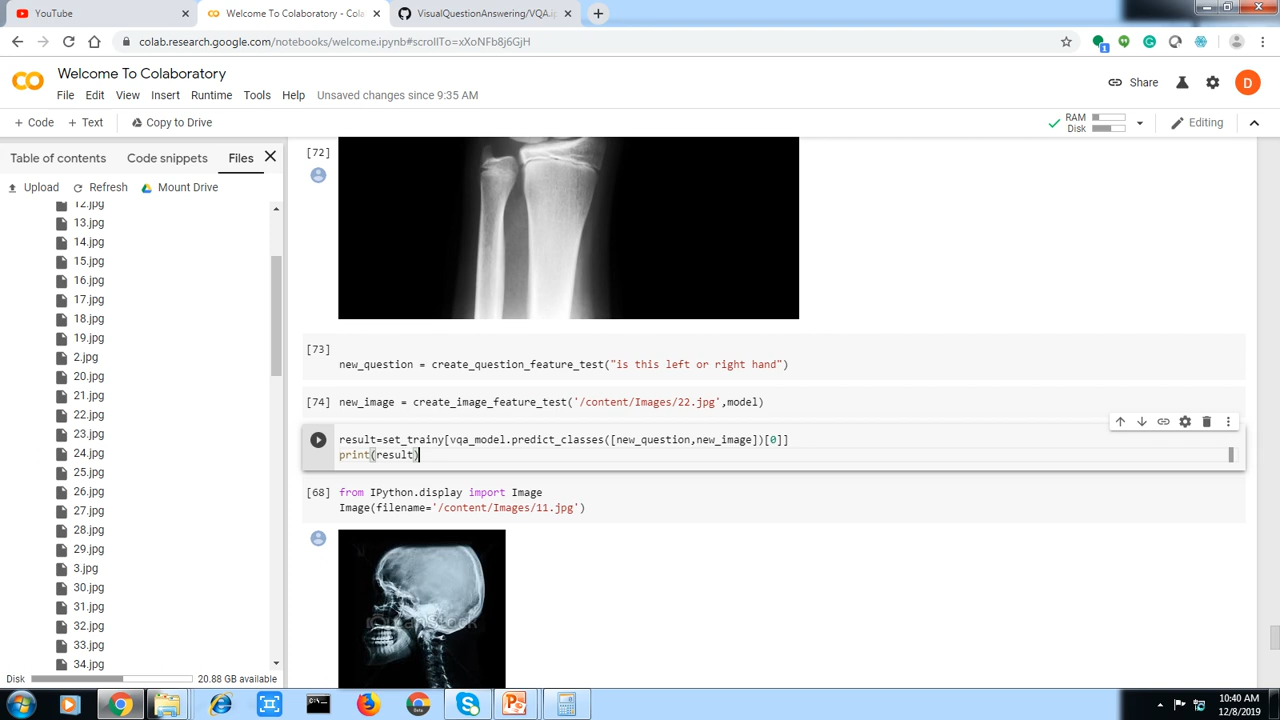 YouTube
Welcome To Colaboratory - Cola
VisualQuestionAnswering/VQA.ip
colab.research.google.com/notebooks/welcome.ipynb#scrollTo=xXoNFb8j6GjH
1
Welcome To Colaboratory
Share
D
File Edit View Insert Runtime Tools Help Unsaved changes since 9:35 AM
+ Code + Text Copy to Drive
RAM
Disk
Editing
Table of contents Code snippets Files
Upload Refresh Mount Drive
12.jpg
13.jpg
14.jpg
15.jpg
16.jpg
17.jpg
18.jpg
19.jpg
2.jpg
20.jpg
21.jpg
22.jpg
23.jpg
24.jpg
25.jpg
26.jpg
27.jpg
28.jpg
29.jpg
3.jpg
30.jpg
31.jpg
32.jpg
33.jpg
34.jpg
Disk 20.88 GB available
[72]
[73]
new_question = create_question_feature_test("is this left or right hand")
[74] new_image = create_image_feature_test('/content/Images/22.jpg',model)
result=set_trainy[vqa_model.predict_classes([new_question,new_image])[0]]
print(result)
[68] from IPython.display import Image
Image(filename='/content/Images/11.jpg')
10:40 AM
12/8/2019